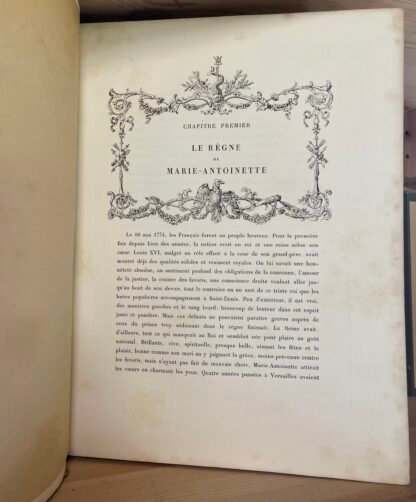 CHAPITRE PREMIER
LE RÈGNE
DE
MARIE-ANTOINETTE
Le 10 mai 1774, les François furent un peuple heureux. Pour la première
fois depuis bien des années, la nation avoit un roi et une reine selon son
cœur. Louis XVI, malgré un rôle effacé à la cour de son grand-père, avoit
montré déjà des qualités solides et vraiment royales. On lui savoit une hon-
nêteté absolue, un sentiment profond des obligations de la couronne, l'amour
de la justice, la crainte des favoris, une conscience droite voulant aller jus-
qu'au bout de son devoir, tout le contraire en un mot de ce triste roi que les
huées populaires accompagnoient à Saint-Denis. Peu d'extérieur, il est vrai,
des manières gauches et le sang lourd; beaucoup de lenteur dans cet esprit
juste et pondéré. Mais ces défauts ne pouvoient paraître graves auprès de
ceux du prince trop séduisant dont le règne finissait. La Reine avoit,
d'ailleurs, tout ce qui manquoit au Roi et sembloit née pour plaire au goût
national. Brillante, vive, spirituelle, presque belle, aimant les fêtes et le
plaisir, bonne comme son mari en y joignant la grâce, moins prévenue contre
les favoris, mais n'ayant pas fait de mauvais choix, Marie-Antoinette attiroit
les cœurs en charmant les yeux. Quatre années passées à Versailles avaient